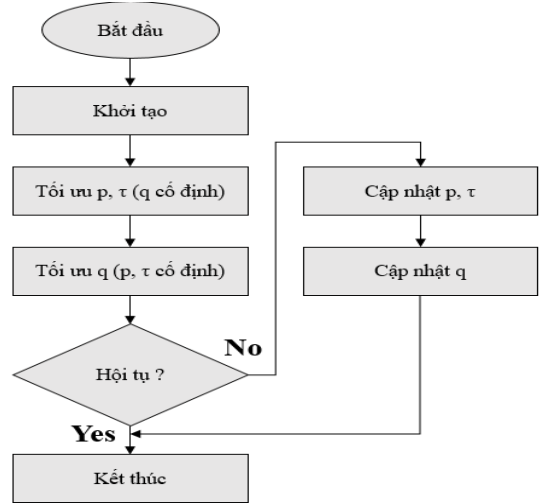 Bắt đầu
Khởi tạo
Tối ưu p, τ (q cố định)
Tối ưu q (p, τ cố định)
Hội tụ ?
No
Yes
Kết thúc
Cập nhật p, τ
Cập nhật q